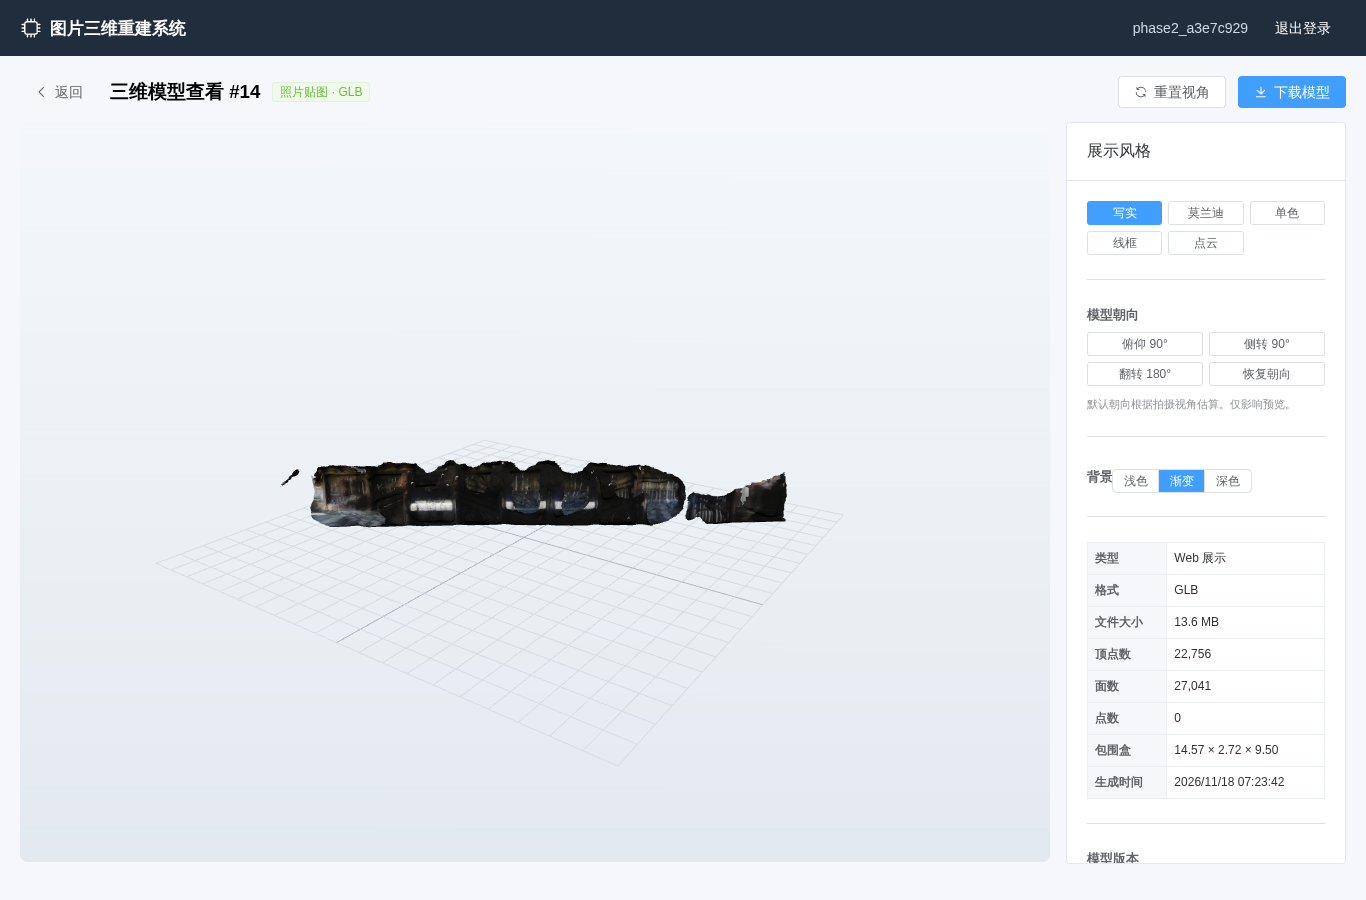 图片三维重建系统
phase2_a3e7c929 退出登录
返回 三维模型查看 #14 照片贴图 · GLB
重置视角 下载模型
展示风格
写实 莫兰迪 单色
线框 点云
模型朝向
俯仰 90° 侧转 90°
翻转 180° 恢复朝向
默认朝向根据拍摄视角估算。仅影响预览。
背景 浅色 渐变 深色
类型 Web 展示
格式 GLB
文件大小 13.6 MB
顶点数 22,756
面数 27,041
点数 0
包围盒 14.57 × 2.72 × 9.50
生成时间 2026/11/18 07:23:42
模型版本